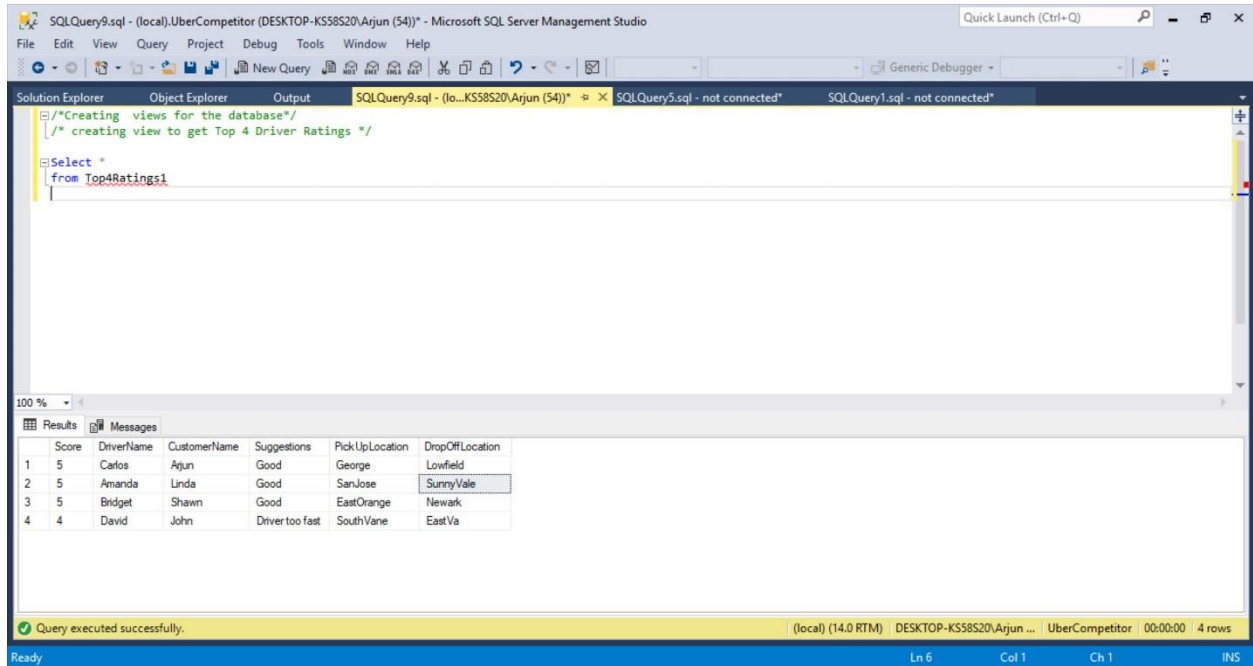 SQLQuery9.sql - (local).UberCompetitor (DESKTOP-KS58S20\Arjun (54))* - Microsoft SQL Server Management Studio
Quick Launch (Ctrl+Q)
File Edit View Query Project Debug Tools Window Help
New Query MDX DMX XMLA DAX Generic Debugger
Solution Explorer Object Explorer Output SQLQuery9.sql - (lo...KS58S20\Arjun (54))* SQLQuery5.sql - not connected* SQLQuery1.sql - not connected*
/*Creating  views for the database*/
/* creating view to get Top 4 Driver Ratings */
Select *
from Top4Ratings1
100 %
Results Messages
Score DriverName CustomerName Suggestions PickUpLocation DropOffLocation
1 5 Carlos Arjun Good George Lowfield
2 5 Amanda Linda Good SanJose SunnyVale
3 5 Bridget Shawn Good EastOrange Newark
4 4 David John Driver too fast SouthVane EastVa
Query executed successfully. (local) (14.0 RTM) DESKTOP-KS58S20\Arjun ... UberCompetitor 00:00:00 4 rows
Ready Ln 6 Col 1 Ch 1 INS